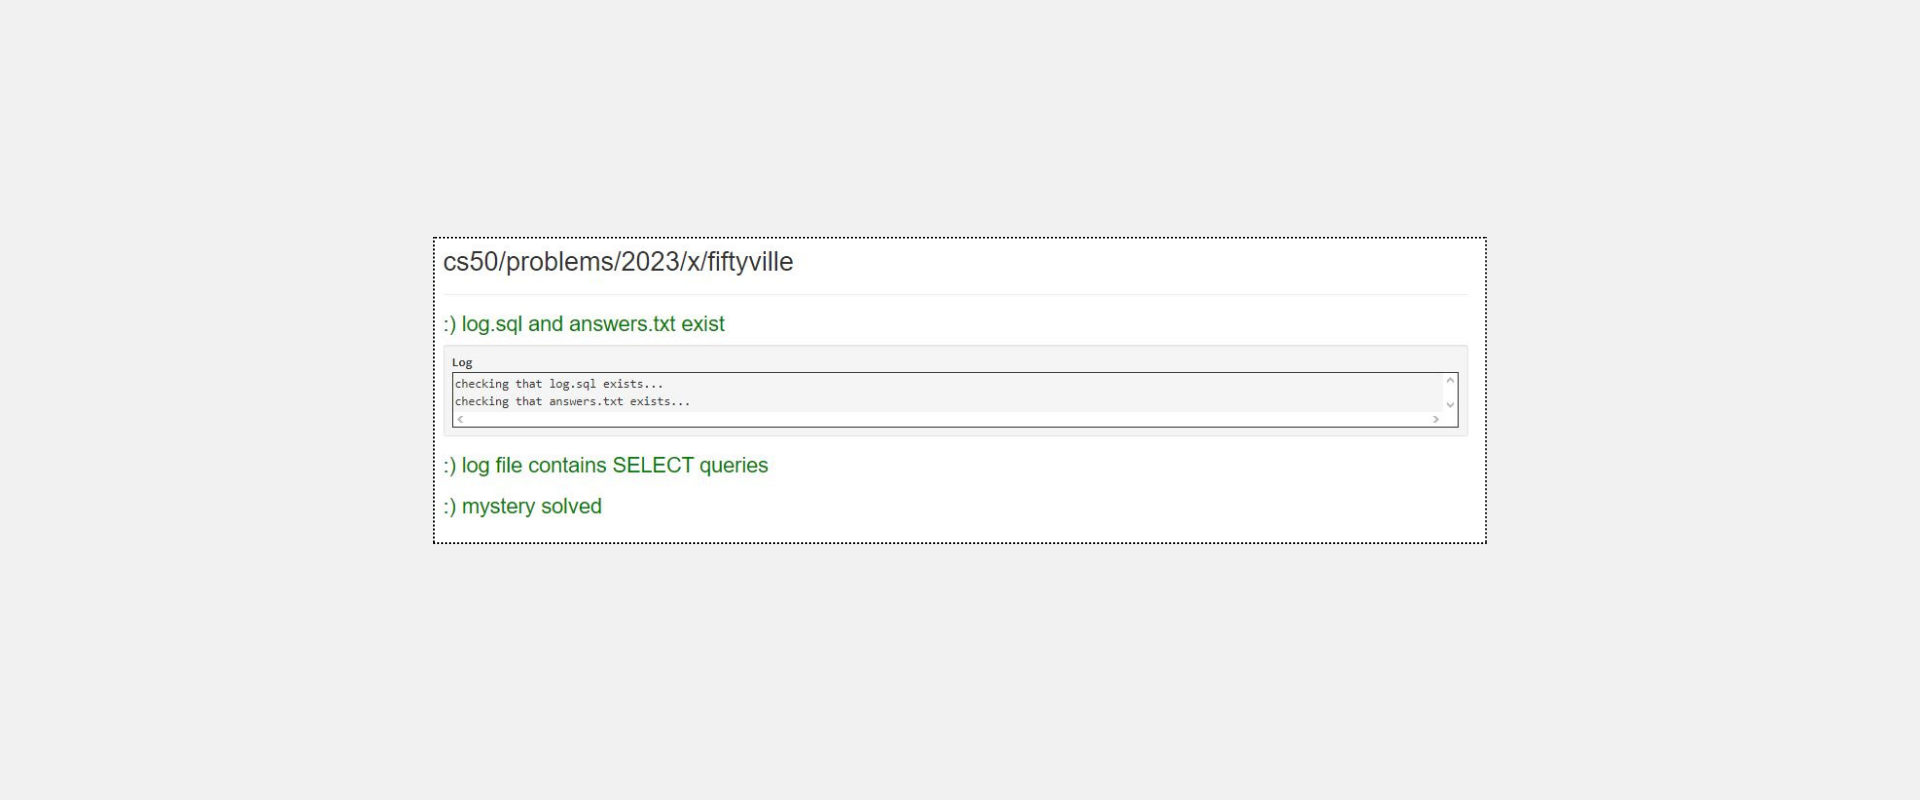 cs50/problems/2023/x/fiftyville
:) log.sql and answers.txt exist
Log
checking that log.sql exists...
checking that answers.txt exists...
:) log file contains SELECT queries
:) mystery solved